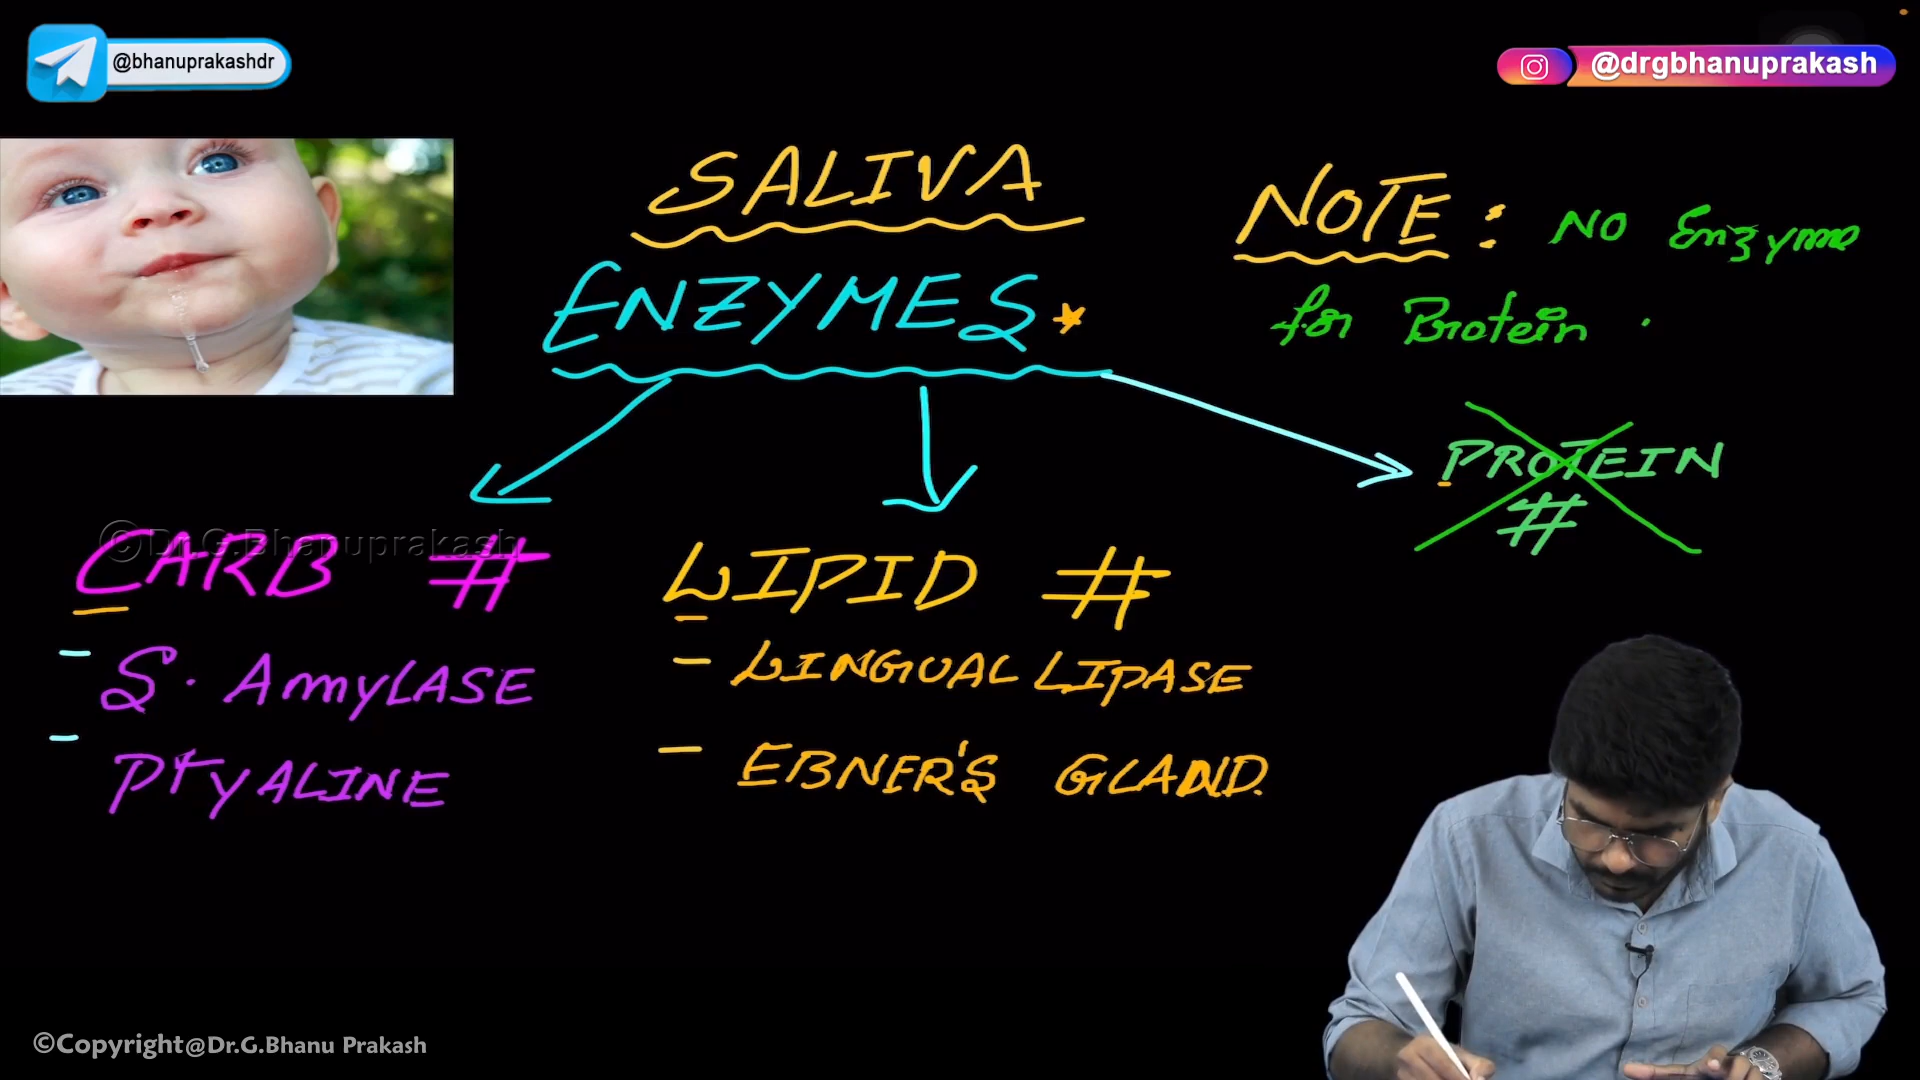 @bhanuprakashdr
@drgbhanuprakash
SALIVA
ENZYMES
NOTE : NO Enzyme
for Protein .
PROTEIN
#
©Dr.G.Bhanuprakash
CARB #
- S. AmyLASE
- PtyALINE
LIPID #
- LINGUAL LIPASE
- EBNER'S GLAND.
©Copyright@Dr.G.Bhanu Prakash